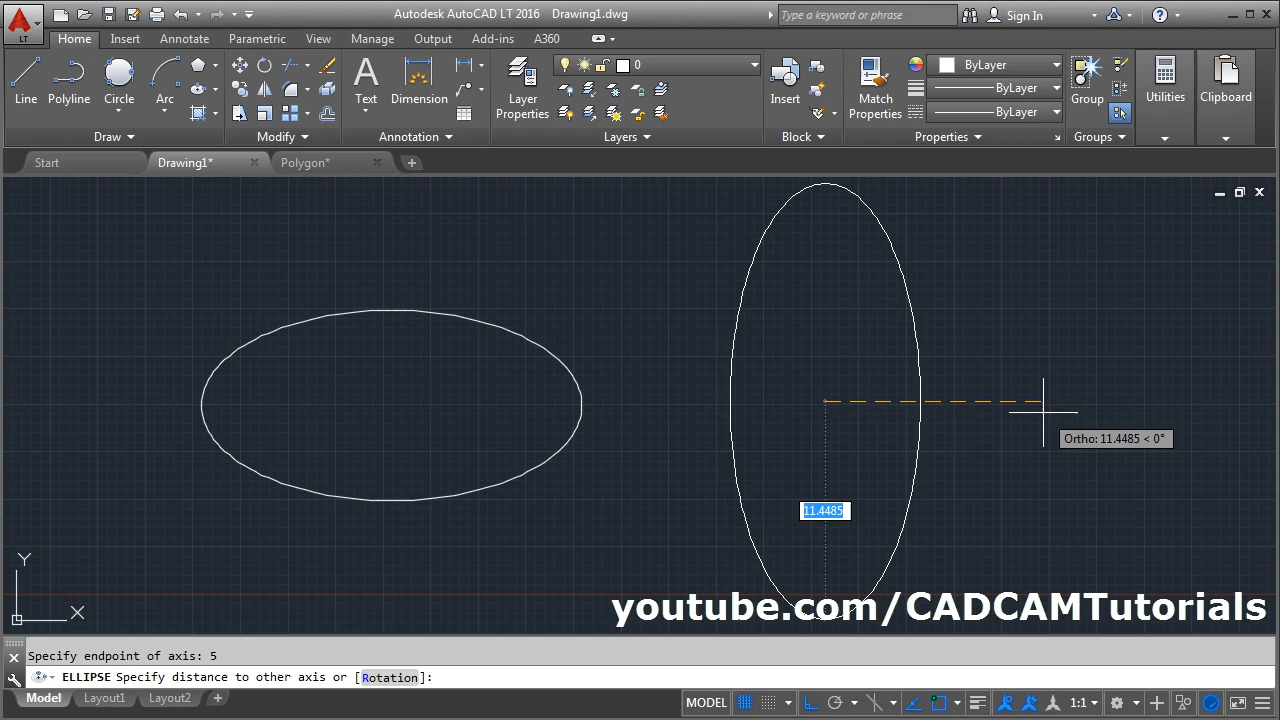 Autodesk AutoCAD LT 2016 Drawing1.dwg
Type a keyword or phrase
Sign In
LT
Home Insert Annotate Parametric View Manage Output Add-ins A360
Line Polyline Circle Arc
Text Dimension
Layer Properties
0
Insert
Match Properties
ByLayer
ByLayer
ByLayer
Group
Utilities
Clipboard
Draw Modify Annotation Layers Block Properties Groups
Start Drawing1* Polygon*
Ortho: 11.4485 < 0°
11.4485
Y
X
youtube.com/CADCAMTutorials
Specify endpoint of axis: 5
ELLIPSE Specify distance to other axis or [Rotation]:
Model Layout1 Layout2 +
MODEL
1:1